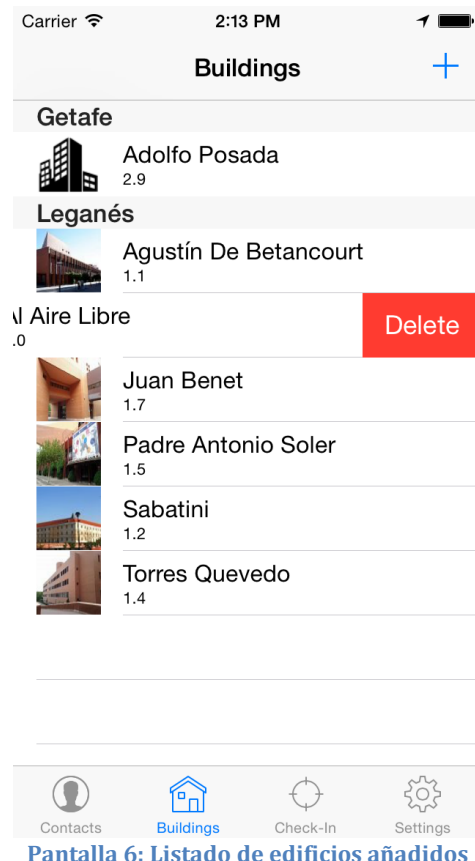 Carrier 2:13 PM
Buildings +
Getafe
Adolfo Posada
2.9
Leganés
Agustín De Betancourt
1.1
Al Aire Libre Delete
.0
Juan Benet
1.7
Padre Antonio Soler
1.5
Sabatini
1.2
Torres Quevedo
1.4
Contacts Buildings Check-In Settings
Pantalla 6: Listado de edificios añadidos